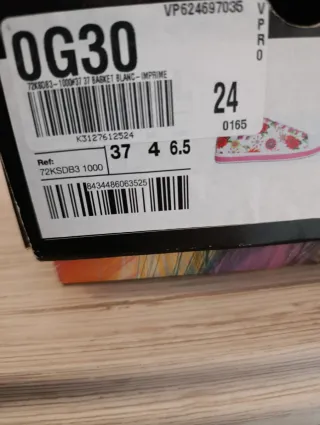 VP624697035
VPRO
0G30
72KSDB3-1000#37 37 BASKET BLANC-IMPRIME
24
0165
K3127612524
Ref:
72KSDB3 1000
37 4 6.5
8434486063525